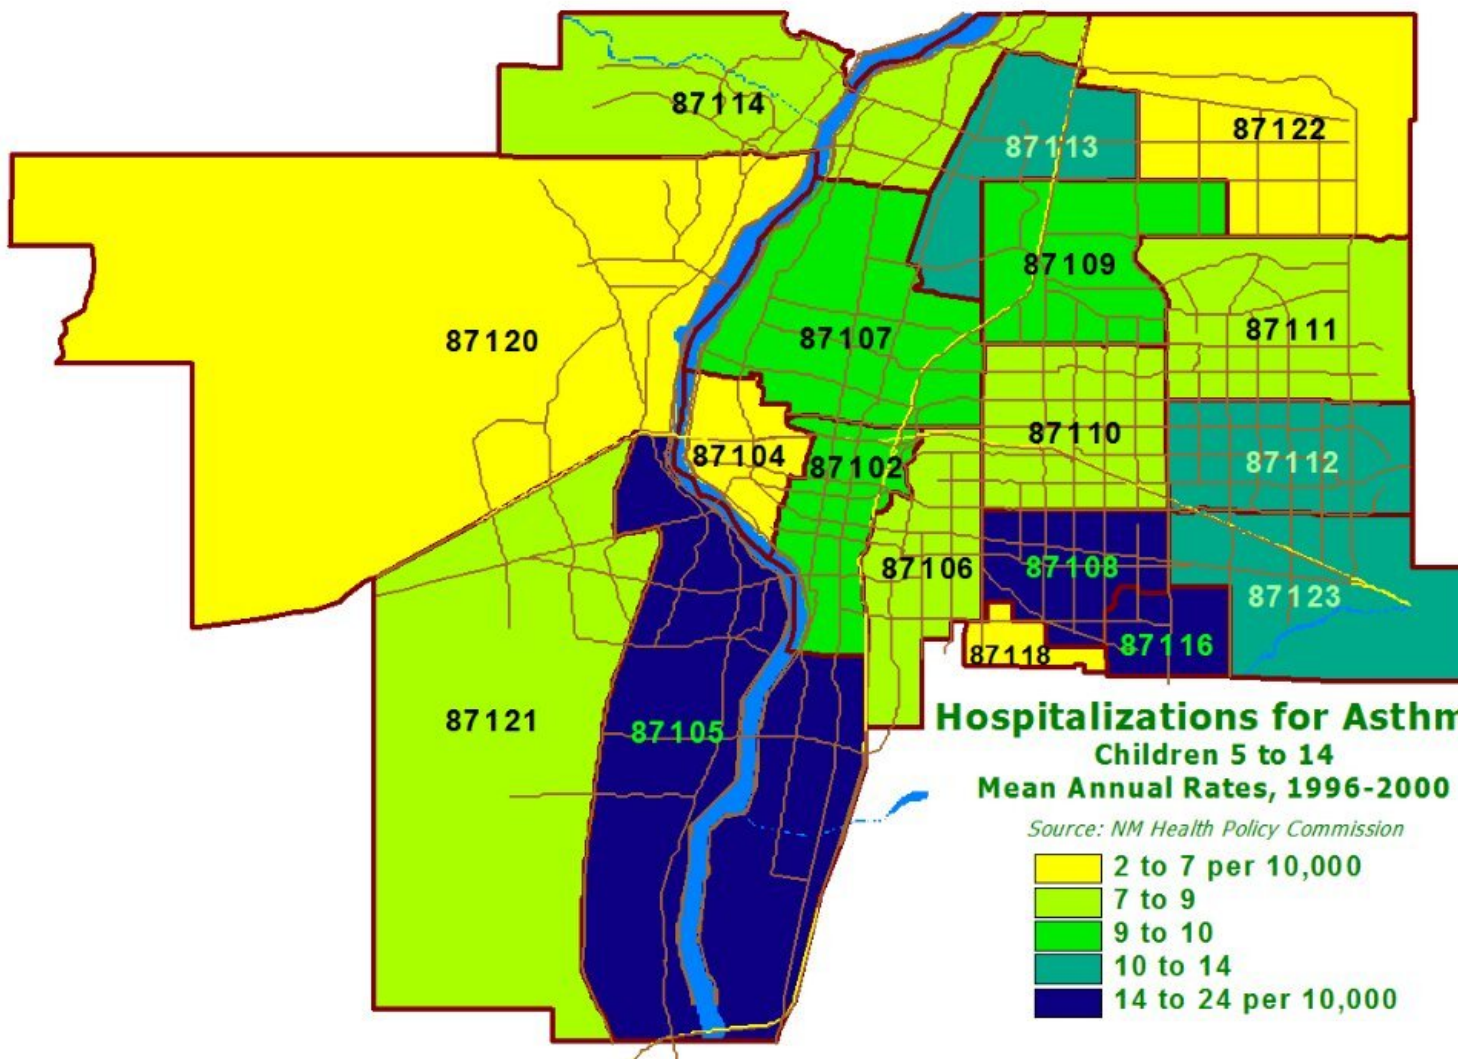 87114
87122
87113
87109
87111
87120
87107
87110
87104
87102
87112
87106
87108
87123
87116
87118
87121
87105
Hospitalizations for Asthm
Children 5 to 14
Mean Annual Rates, 1996-2000
Source: NM Health Policy Commission
2 to 7 per 10,000
7 to 9
9 to 10
10 to 14
14 to 24 per 10,000